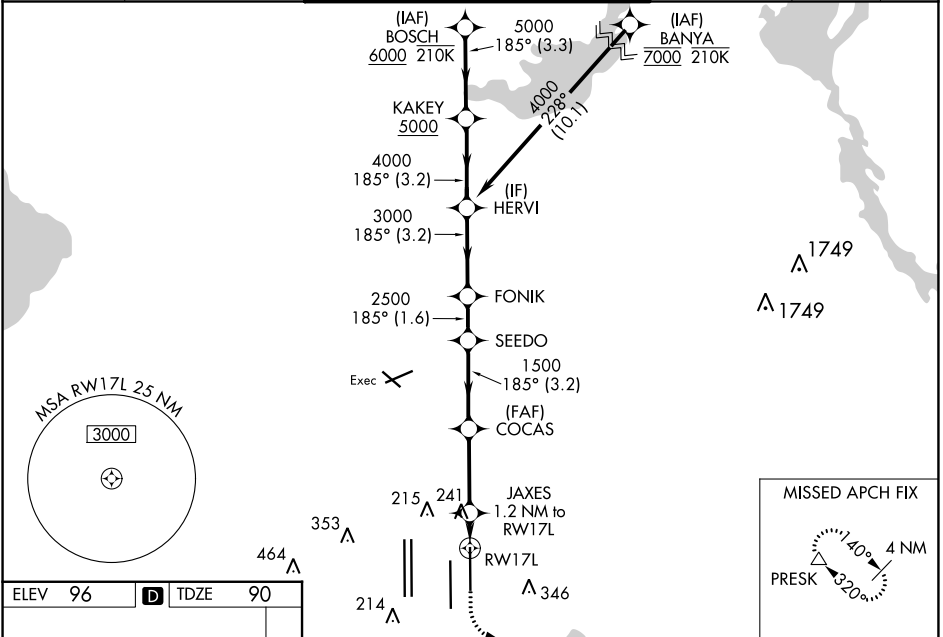 (IAF)
BOSCH
6000 210K
5000
185° (3.3)
(IAF)
BANYA
7000 210K
4000
228°
(10.1)
KAKEY
5000
4000
185° (3.2)
(IF)
HERVI
3000
185° (3.2)
1749
1749
FONIK
2500
185° (1.6)
SEEDO
1500
185° (3.2)
Exec
(FAF)
COCAS
MSA RW17L 25 NM
3000
JAXES
1.2 NM to
RW17L
215
241
353
464
RW17L
346
214
MISSED APCH FIX
140°
4 NM
PRESK
320°
ELEV 96 D TDZE 90